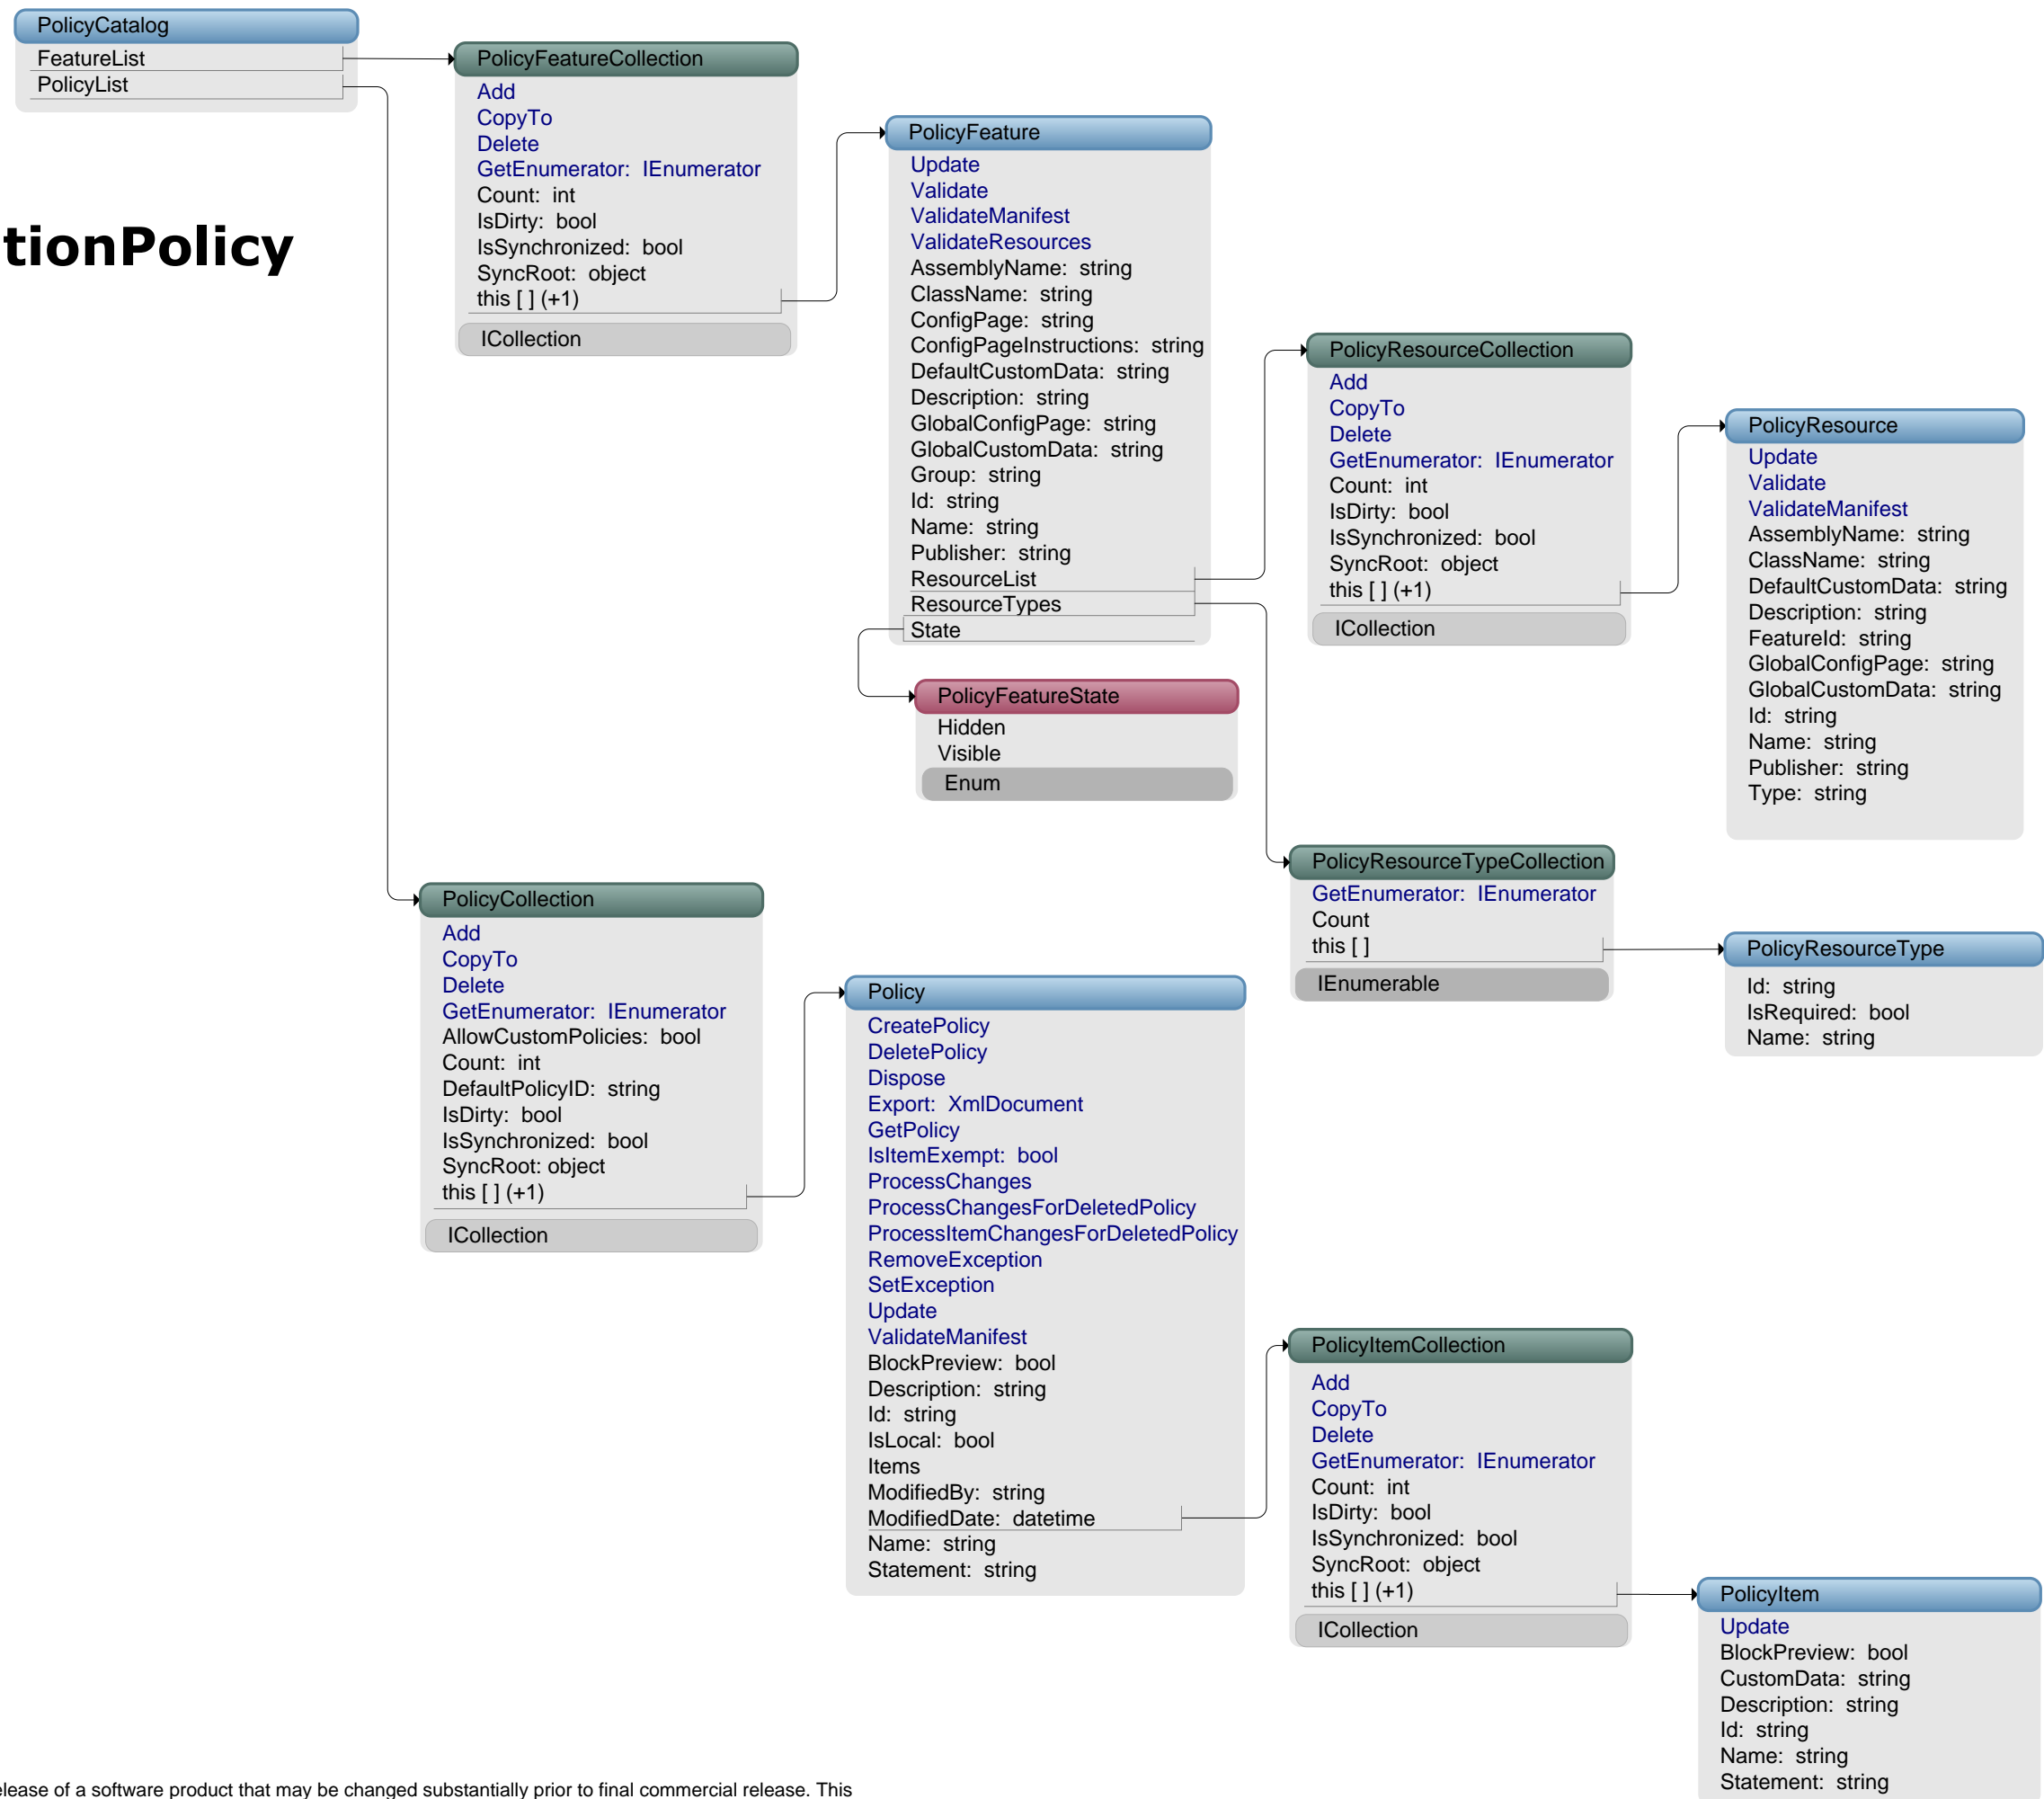 PolicyCatalog
FeatureList
PolicyList
tionPolicy
PolicyFeatureCollection
Add
CopyTo
Delete
GetEnumerator: IEnumerator
Count: int
IsDirty: bool
IsSynchronized: bool
SyncRoot: object
this [ ] (+1)
ICollection
PolicyFeature
Update
Validate
ValidateManifest
ValidateResources
AssemblyName: string
ClassName: string
ConfigPage: string
ConfigPageInstructions: string
DefaultCustomData: string
Description: string
GlobalConfigPage: string
GlobalCustomData: string
Group: string
Id: string
Name: string
Publisher: string
ResourceList
ResourceTypes
State
PolicyFeatureState
Hidden
Visible
Enum
PolicyResourceCollection
Add
CopyTo
Delete
GetEnumerator: IEnumerator
Count: int
IsDirty: bool
IsSynchronized: bool
SyncRoot: object
this [ ] (+1)
ICollection
PolicyResource
Update
Validate
ValidateManifest
AssemblyName: string
ClassName: string
DefaultCustomData: string
Description: string
FeatureId: string
GlobalConfigPage: string
GlobalCustomData: string
Id: string
Name: string
Publisher: string
Type: string
PolicyResourceTypeCollection
GetEnumerator: IEnumerator
Count
this [ ]
IEnumerable
PolicyResourceType
Id: string
IsRequired: bool
Name: string
PolicyCollection
Add
CopyTo
Delete
GetEnumerator: IEnumerator
AllowCustomPolicies: bool
Count: int
DefaultPolicyID: string
IsDirty: bool
IsSynchronized: bool
SyncRoot: object
this [ ] (+1)
ICollection
Policy
CreatePolicy
DeletePolicy
Dispose
Export: XmlDocument
GetPolicy
IsItemExempt: bool
ProcessChanges
ProcessChangesForDeletedPolicy
ProcessItemChangesForDeletedPolicy
RemoveException
SetException
Update
ValidateManifest
BlockPreview: bool
Description: string
Id: string
IsLocal: bool
Items
ModifiedBy: string
ModifiedDate: datetime
Name: string
Statement: string
PolicyItemCollection
Add
CopyTo
Delete
GetEnumerator: IEnumerator
Count: int
IsDirty: bool
IsSynchronized: bool
SyncRoot: object
this [ ] (+1)
ICollection
PolicyItem
Update
BlockPreview: bool
CustomData: string
Description: string
Id: string
Name: string
Statement: string
elease of a software product that may be changed substantially prior to final commercial release. This